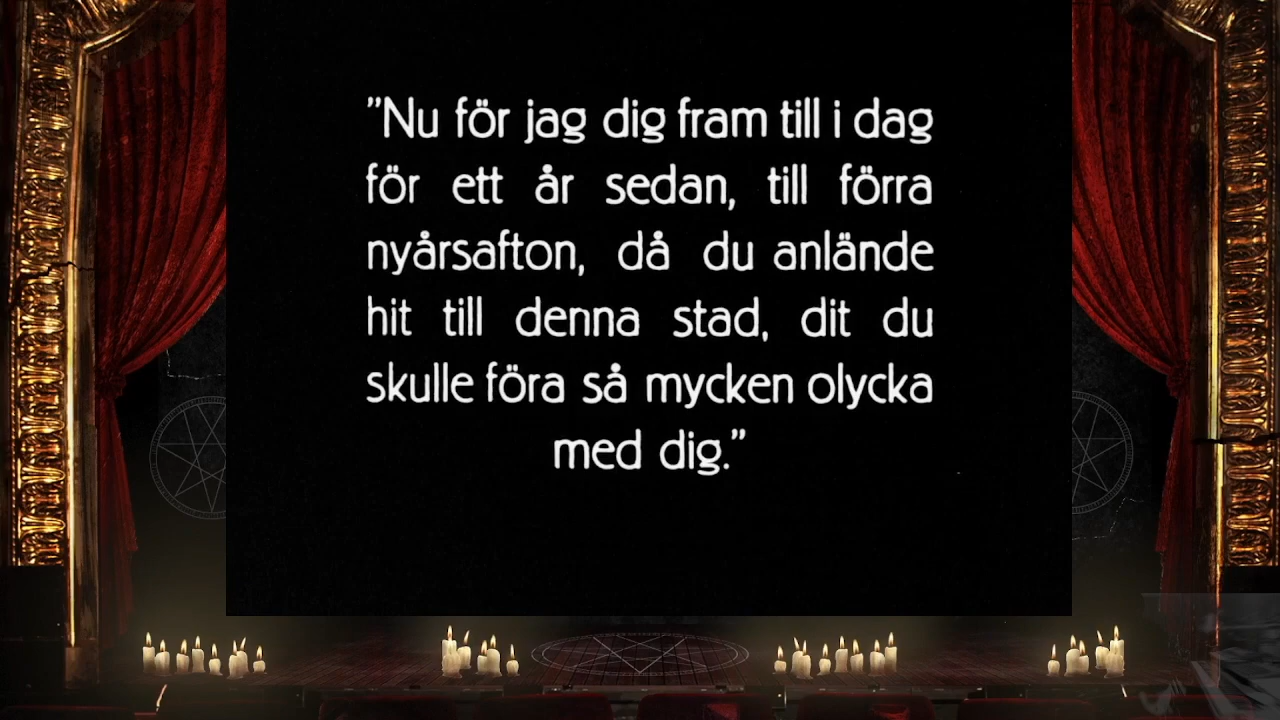 ”Nu för jag dig fram till i dag
för ett år sedan, till förra
nyårsafton, då du anlände
hit till denna stad, dit du
skulle föra så mycken olycka
med dig.”